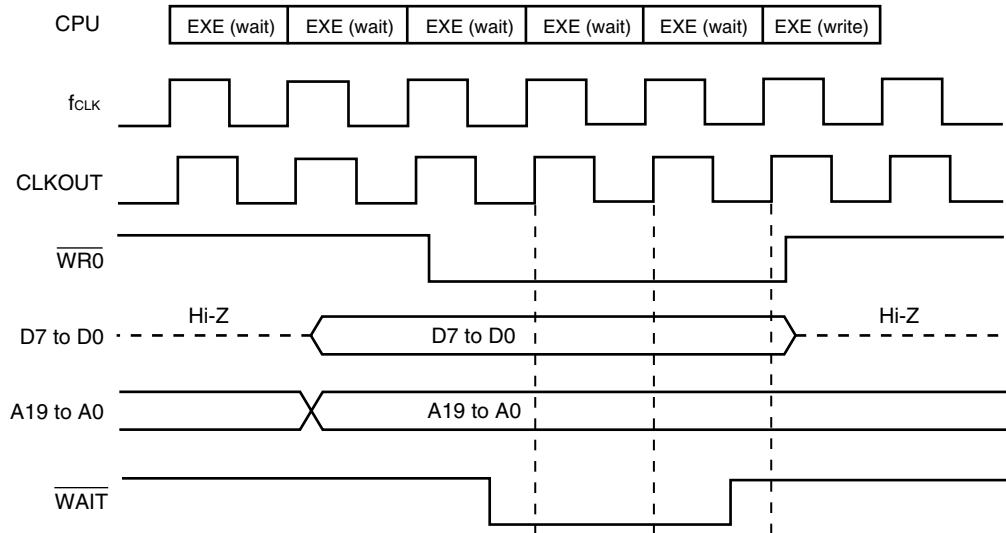 CPU EXE (wait) EXE (wait) EXE (wait) EXE (wait) EXE (wait) EXE (write)
fCLK
CLKOUT
WR0
Hi-Z Hi-Z
D7 to D0 D7 to D0
A19 to A0 A19 to A0
WAIT